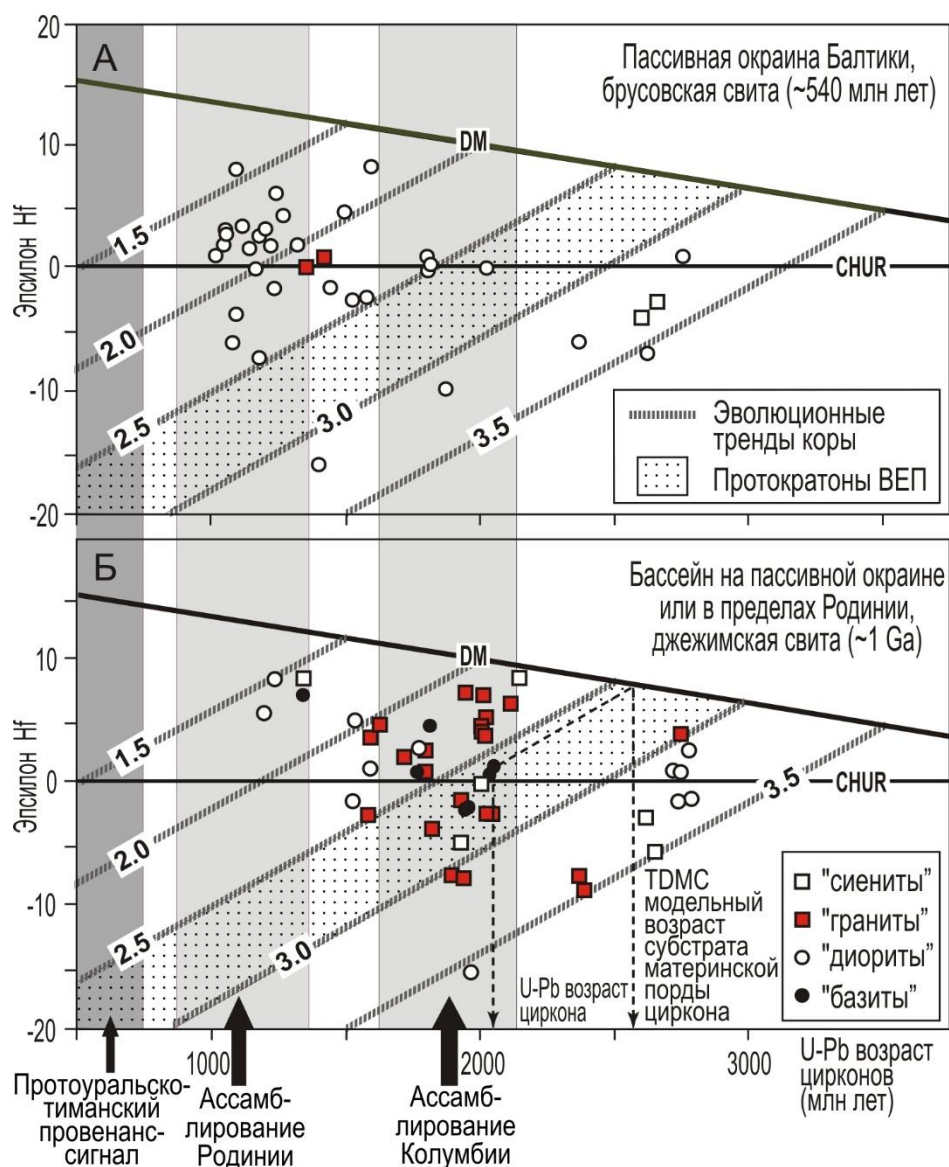 20
А
Пассивная окраина Балтики,
брусовская свита (~540 млн лет)
10
DM
Эпсилон Hf
1.5
0
CHUR
2.0
-10
2.5
3.0
3.5
Эволюционные
тренды коры
Протократоны ВЕП
-20
Б
Бассейн на пассивной окраине
или в пределах Родинии,
джежимская свита (~1 Ga)
10
DM
Эпсилон Hf
1.5
0
CHUR
3.5
2.0
-10
2.5
3.0
TDMC
модельный
возраст
субстрата
материнской
порды
циркона
U-Pb возраст
циркона
"сиениты"
"граниты"
"диориты"
"базиты"
-20
1000
2000
3000
U-Pb возраст
цирконов
(млн лет)
Протоуральско-
тиманский
провенанс-
сигнал
Ассамб-
лирование
Родинии
Ассамб-
лирование
Колумбии